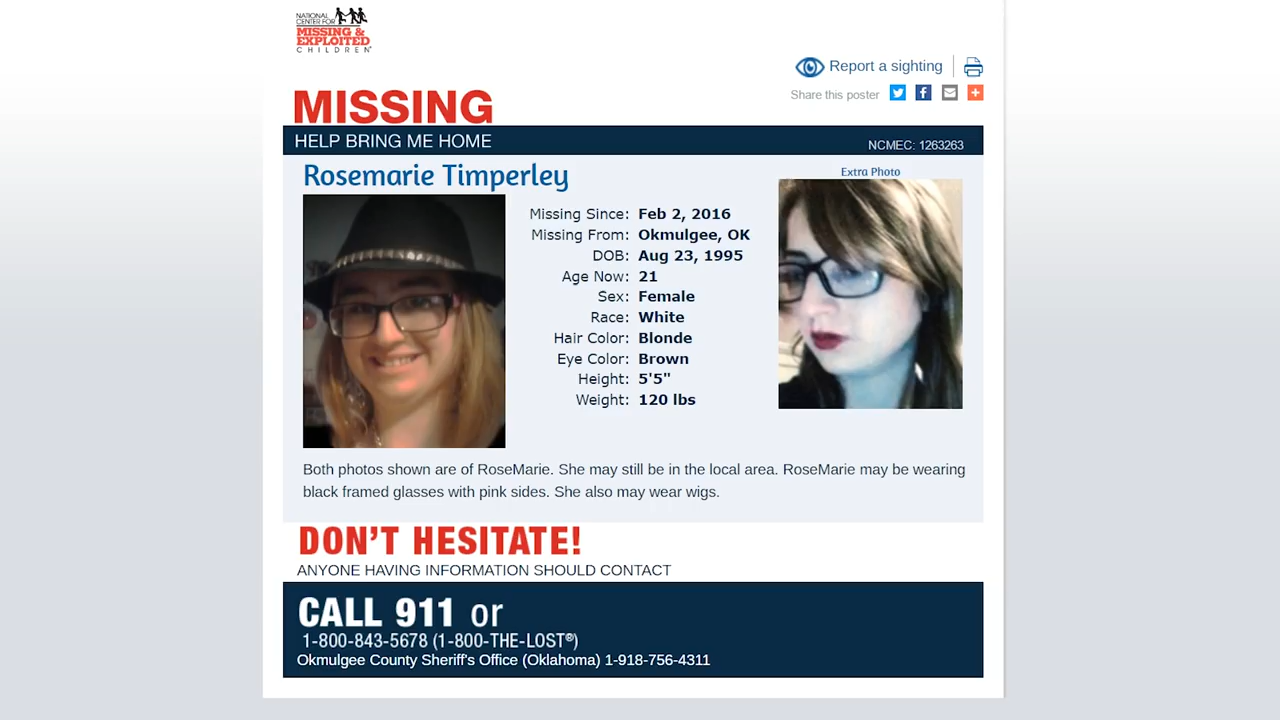 NATIONAL
CENTER FOR
MISSING &
EXPLOITED
CHILDREN®
Report a sighting
Share this poster
MISSING
HELP BRING ME HOME
NCMEC: 1263263
Rosemarie Timperley
Extra Photo
Missing Since: Feb 2, 2016
Missing From: Okmulgee, OK
DOB: Aug 23, 1995
Age Now: 21
Sex: Female
Race: White
Hair Color: Blonde
Eye Color: Brown
Height: 5'5"
Weight: 120 lbs
Both photos shown are of RoseMarie. She may still be in the local area. RoseMarie may be wearing
black framed glasses with pink sides. She also may wear wigs.
DON'T HESITATE!
ANYONE HAVING INFORMATION SHOULD CONTACT
CALL 911 or
1-800-843-5678 (1-800-THE-LOST®)
Okmulgee County Sheriff's Office (Oklahoma) 1-918-756-4311